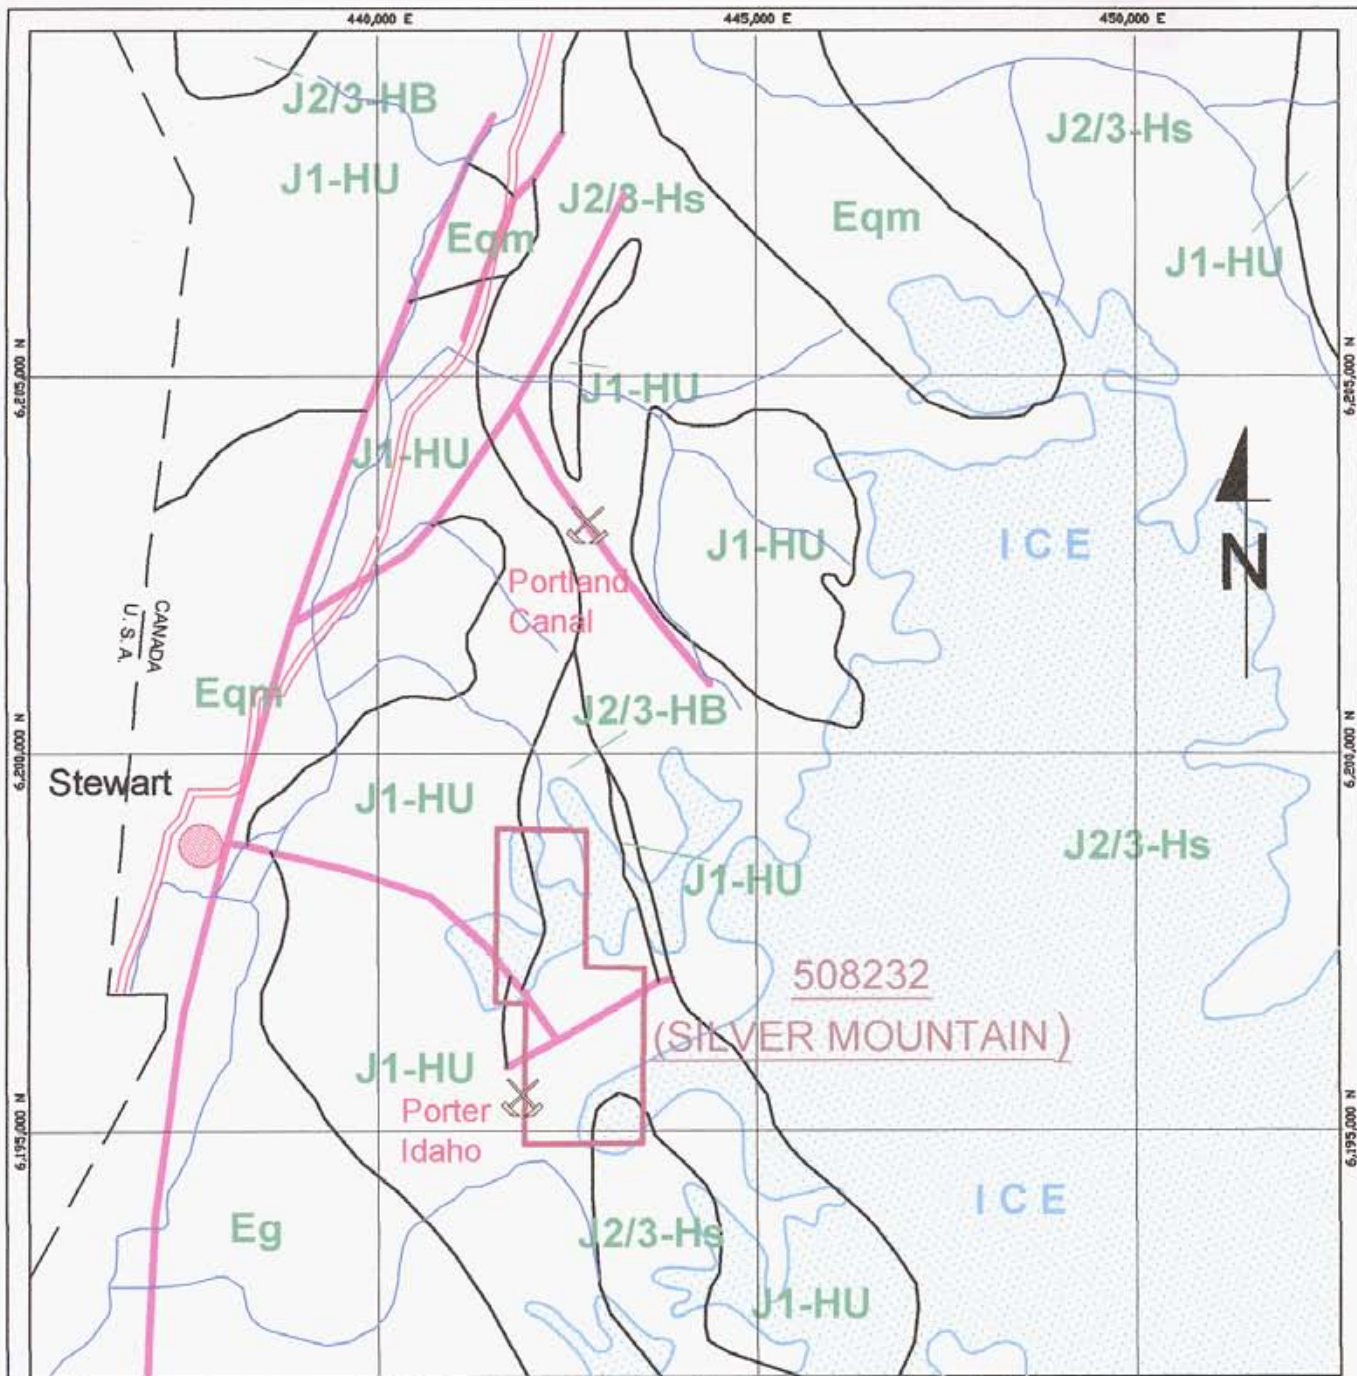 440,000 E
445,000 E
450,000 E
J2/3-HB
J2/3-Hs
J1-HU
J2/3-Hs
Eqm
Eqm
J1-HU
6,205,000 N
6,205,000 N
J1-HU
J1-HU
J1-HU
ICE
N
Portland
Canal
CANADA
U.S.A.
Eqm
J2/3-HB
6,200,000 N
6,200,000 N
Stewart
J1-HU
J2/3-Hs
J1-HU
508232
(SILVER MOUNTAIN)
J1-HU
Porter
Idaho
6,195,000 N
6,195,000 N
ICE
Eg
J2/3-Hs
J1-HU